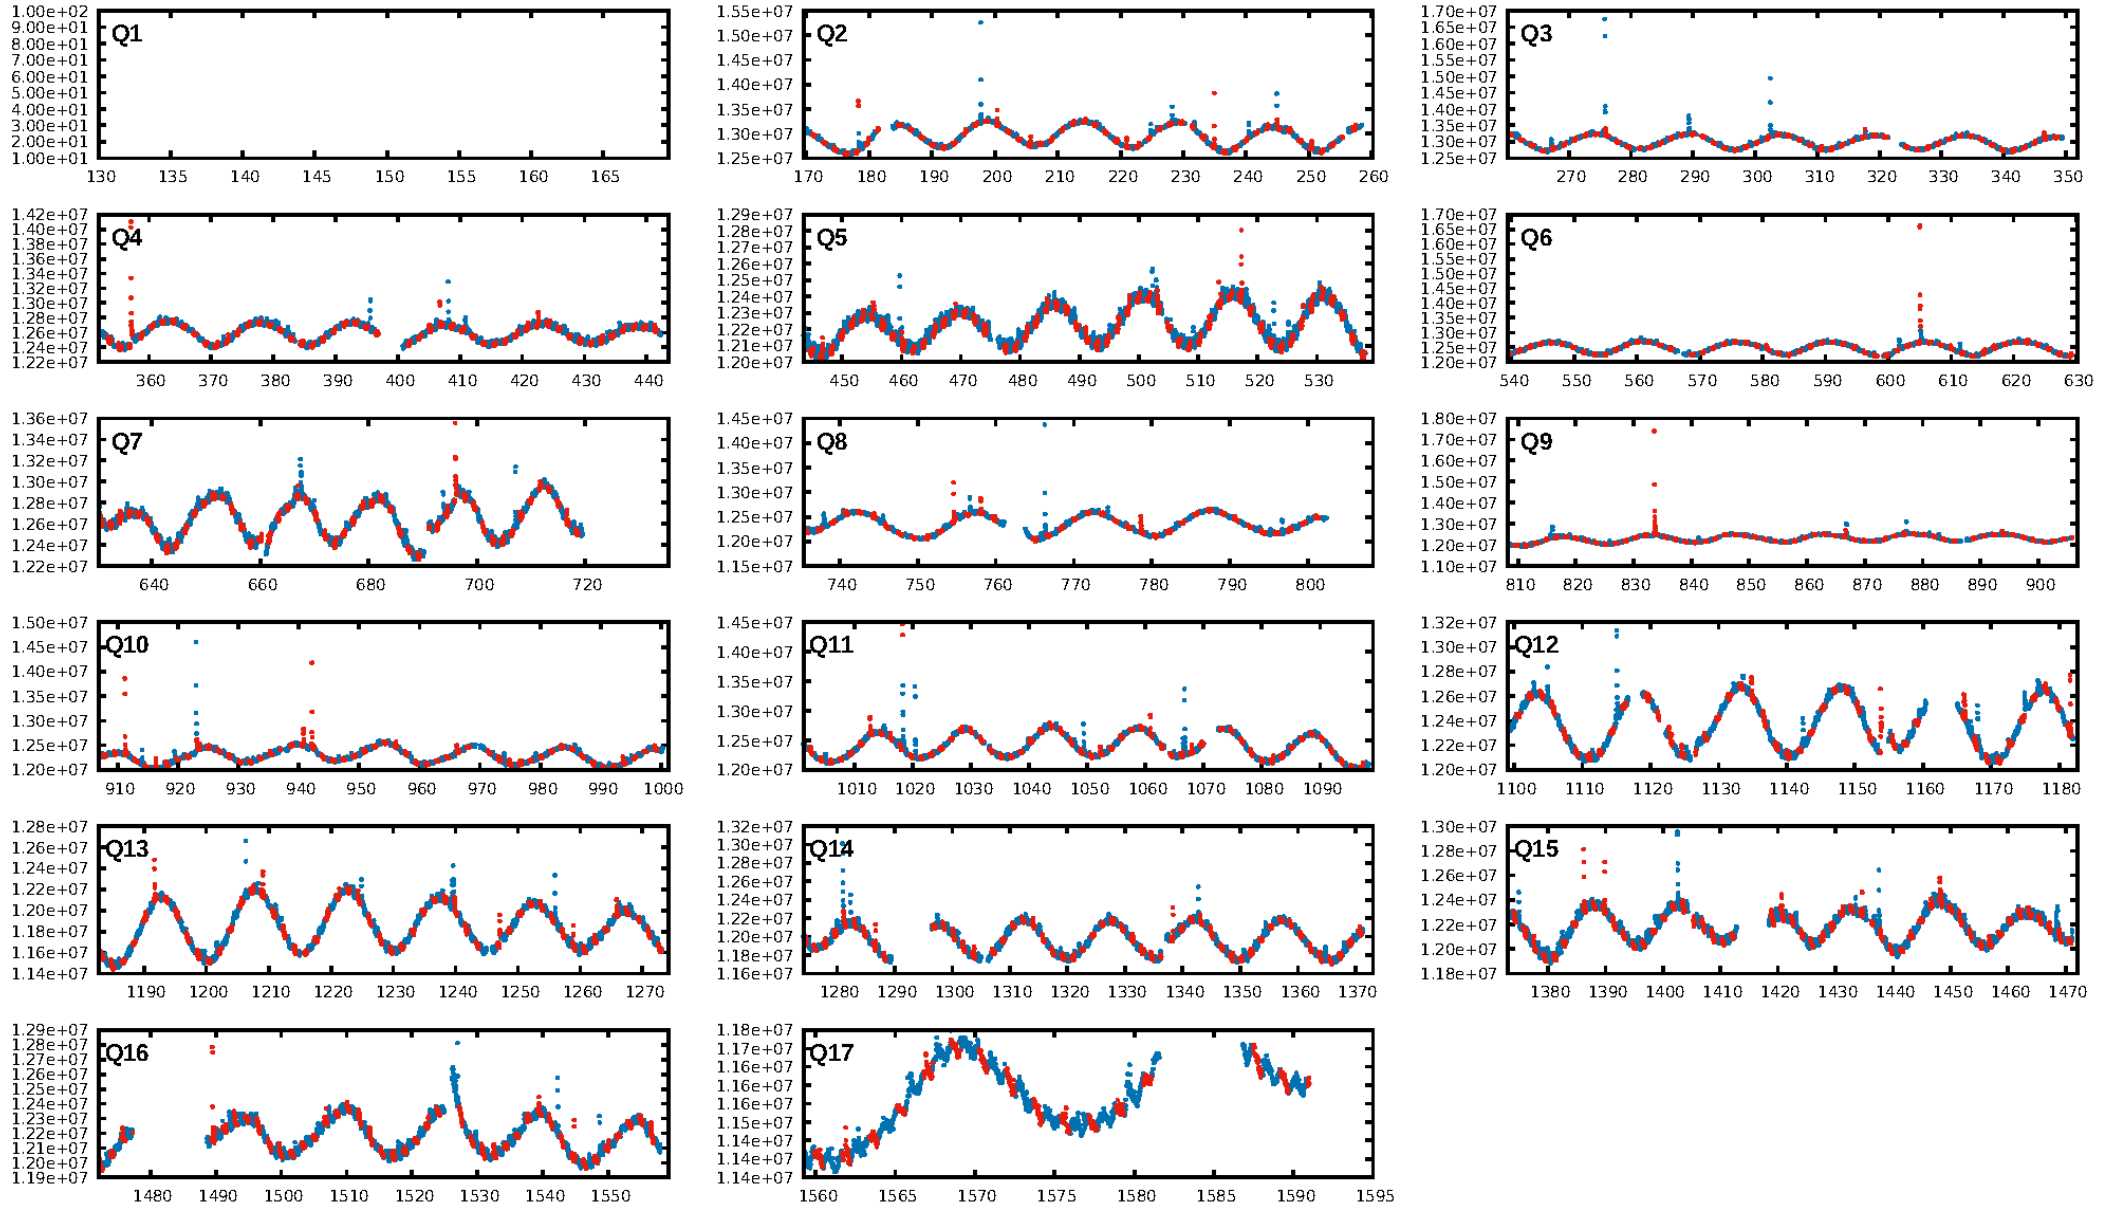 1.00e+02
9.00e+01
8.00e+01
7.00e+01
6.00e+01
5.00e+01
4.00e+01
3.00e+01
2.00e+01
1.00e+01
Q1
130 135 140 145 150 155 160 165
1.55e+07
1.50e+07
1.45e+07
1.40e+07
1.35e+07
1.30e+07
1.25e+07
Q2
170 180 190 200 210 220 230 240 250 260
1.70e+07
1.65e+07
1.60e+07
1.55e+07
1.50e+07
1.45e+07
1.40e+07
1.35e+07
1.30e+07
1.25e+07
Q3
270 280 290 300 310 320 330 340 350
1.42e+07
1.40e+07
1.38e+07
1.36e+07
1.34e+07
1.32e+07
1.30e+07
1.28e+07
1.26e+07
1.24e+07
1.22e+07
Q4
360 370 380 390 400 410 420 430 440
1.29e+07
1.28e+07
1.27e+07
1.26e+07
1.25e+07
1.24e+07
1.23e+07
1.22e+07
1.21e+07
1.20e+07
Q5
450 460 470 480 490 500 510 520 530
1.70e+07
1.65e+07
1.60e+07
1.55e+07
1.50e+07
1.45e+07
1.40e+07
1.35e+07
1.30e+07
1.25e+07
1.20e+07
Q6
540 550 560 570 580 590 600 610 620 630
1.36e+07
1.34e+07
1.32e+07
1.30e+07
1.28e+07
1.26e+07
1.24e+07
1.22e+07
Q7
640 660 680 700 720
1.45e+07
1.40e+07
1.35e+07
1.30e+07
1.25e+07
1.20e+07
1.15e+07
Q8
740 750 760 770 780 790 800
1.80e+07
1.70e+07
1.60e+07
1.50e+07
1.40e+07
1.30e+07
1.20e+07
1.10e+07
Q9
810 820 830 840 850 860 870 880 890 900
1.50e+07
1.45e+07
1.40e+07
1.35e+07
1.30e+07
1.25e+07
1.20e+07
Q10
910 920 930 940 950 960 970 980 990 1000
1.45e+07
1.40e+07
1.35e+07
1.30e+07
1.25e+07
1.20e+07
Q11
1010 1020 1030 1040 1050 1060 1070 1080 1090
1.32e+07
1.30e+07
1.28e+07
1.26e+07
1.24e+07
1.22e+07
1.20e+07
Q12
1100 1110 1120 1130 1140 1150 1160 1170 1180
1.28e+07
1.26e+07
1.24e+07
1.22e+07
1.20e+07
1.18e+07
1.16e+07
1.14e+07
Q13
1190 1200 1210 1220 1230 1240 1250 1260 1270
1.32e+07
1.30e+07
1.28e+07
1.26e+07
1.24e+07
1.22e+07
1.20e+07
1.18e+07
1.16e+07
Q14
1280 1290 1300 1310 1320 1330 1340 1350 1360 1370
1.30e+07
1.28e+07
1.26e+07
1.24e+07
1.22e+07
1.20e+07
1.18e+07
Q15
1380 1390 1400 1410 1420 1430 1440 1450 1460 1470
1.29e+07
1.28e+07
1.27e+07
1.26e+07
1.25e+07
1.24e+07
1.23e+07
1.22e+07
1.21e+07
1.20e+07
1.19e+07
Q16
1480 1490 1500 1510 1520 1530 1540 1550
1.18e+07
1.17e+07
1.17e+07
1.16e+07
1.16e+07
1.15e+07
1.14e+07
1.14e+07
1.14e+07
Q17
1560 1565 1570 1575 1580 1585 1590 1595